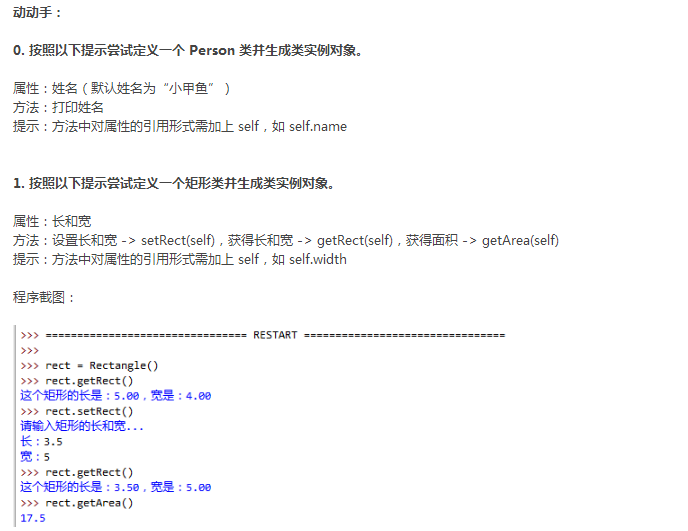 动动手：
0. 按照以下提示尝试定义一个 Person 类并生成类实例对象。
属性：姓名（默认姓名为“小甲鱼”）
方法：打印姓名
提示：方法中对属性的引用形式需加上 self，如 self.name
1. 按照以下提示尝试定义一个矩形类并生成类实例对象。
属性：长和宽
方法：设置长和宽 -> setRect(self)，获得长和宽 -> getRect(self)，获得面积 -> getArea(self)
提示：方法中对属性的引用形式需加上 self，如 self.width
程序截图：
>>> ================================ RESTART ================================
>>>
>>> rect = Rectangle()
>>> rect.getRect()
这个矩形的长是：5.00，宽是：4.00
>>> rect.setRect()
请输入矩形的长和宽...
长：3.5
宽：5
>>> rect.getRect()
这个矩形的长是：3.50，宽是：5.00
>>> rect.getArea()
17.5